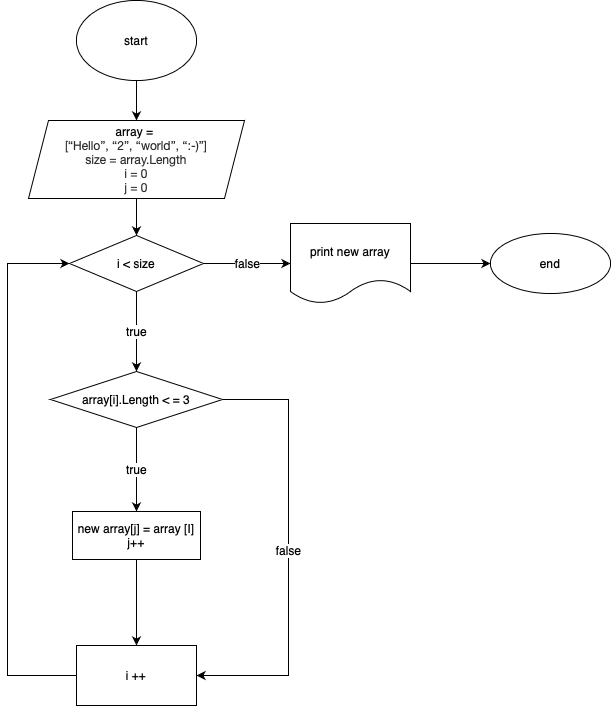 start
array =
[“Hello”, “2”, “world”, “:-)”]
size = array.Length
i = 0
j = 0
i < size
false
print new array
end
true
array[i].Length < = 3
true
new array[j] = array [I]
j++
false
i ++